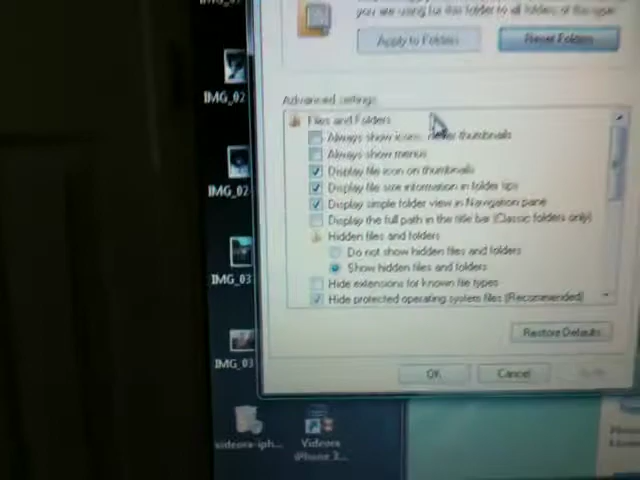 you are using for this folder to all folders of this type.
Apply to Folders
Reset Folders
IMG_02
Advanced settings:
Files and Folders
Always show icons, never thumbnails
Always show menus
Display file icon on thumbnails
Display file size information in folder tips
IMG_02
Display simple folder view in Navigation pane
Display the full path in the title bar (Classic folders only)
Hidden files and folders
Do not show hidden files and folders
Show hidden files and folders
IMG_03
Hide extensions for known file types
Hide protected operating system files (Recommended)
Restore Defaults
IMG_03
OK
Cancel
videora-iph...
Videora
iPhone 3...